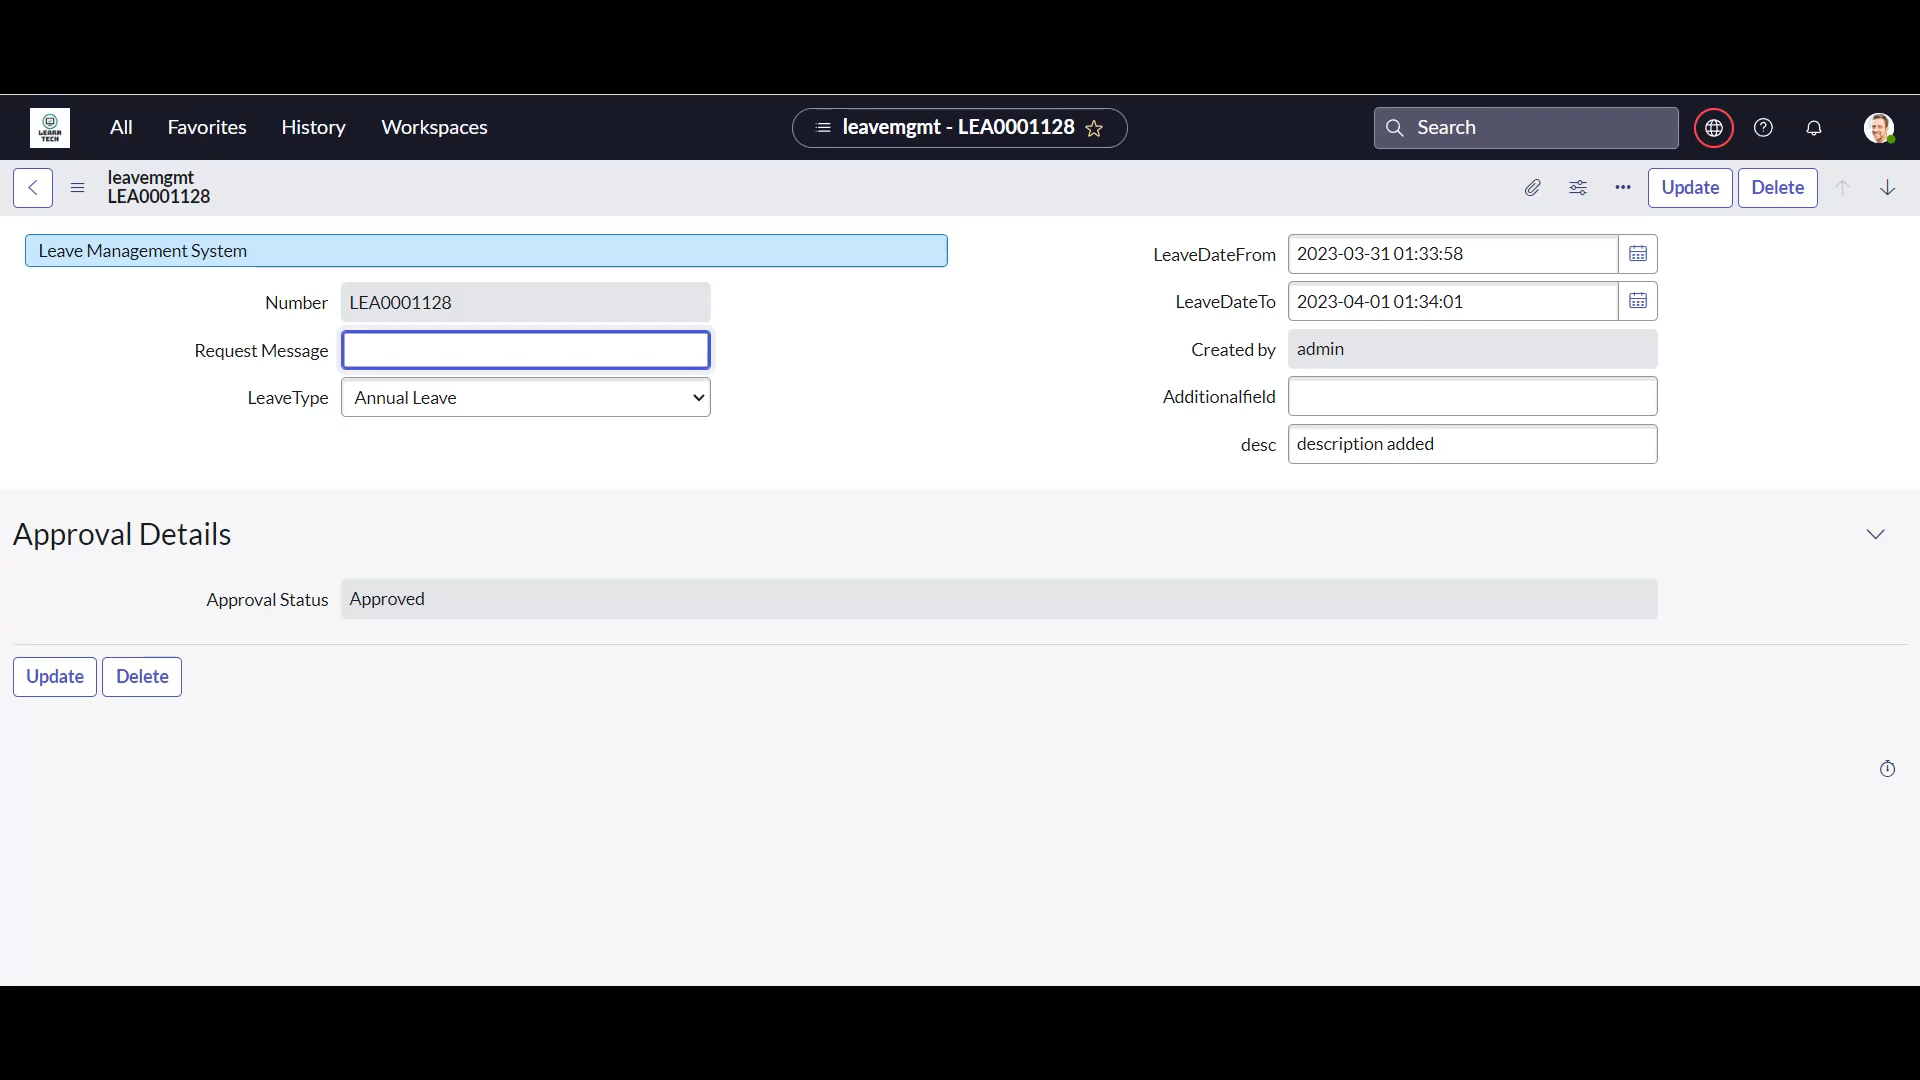 LEARN
TECH
All
Favorites
History
Workspaces
leavemgmt - LEA0001128
Search
leavemgmt
LEA0001128
Update
Delete
Leave Management System
Number
LEA0001128
Request Message
LeaveType
Annual Leave
LeaveDateFrom
2023-03-31 01:33:58
LeaveDateTo
2023-04-01 01:34:01
Created by
admin
Additionalfield
desc
description added
Approval Details
Approval Status
Approved
Update
Delete